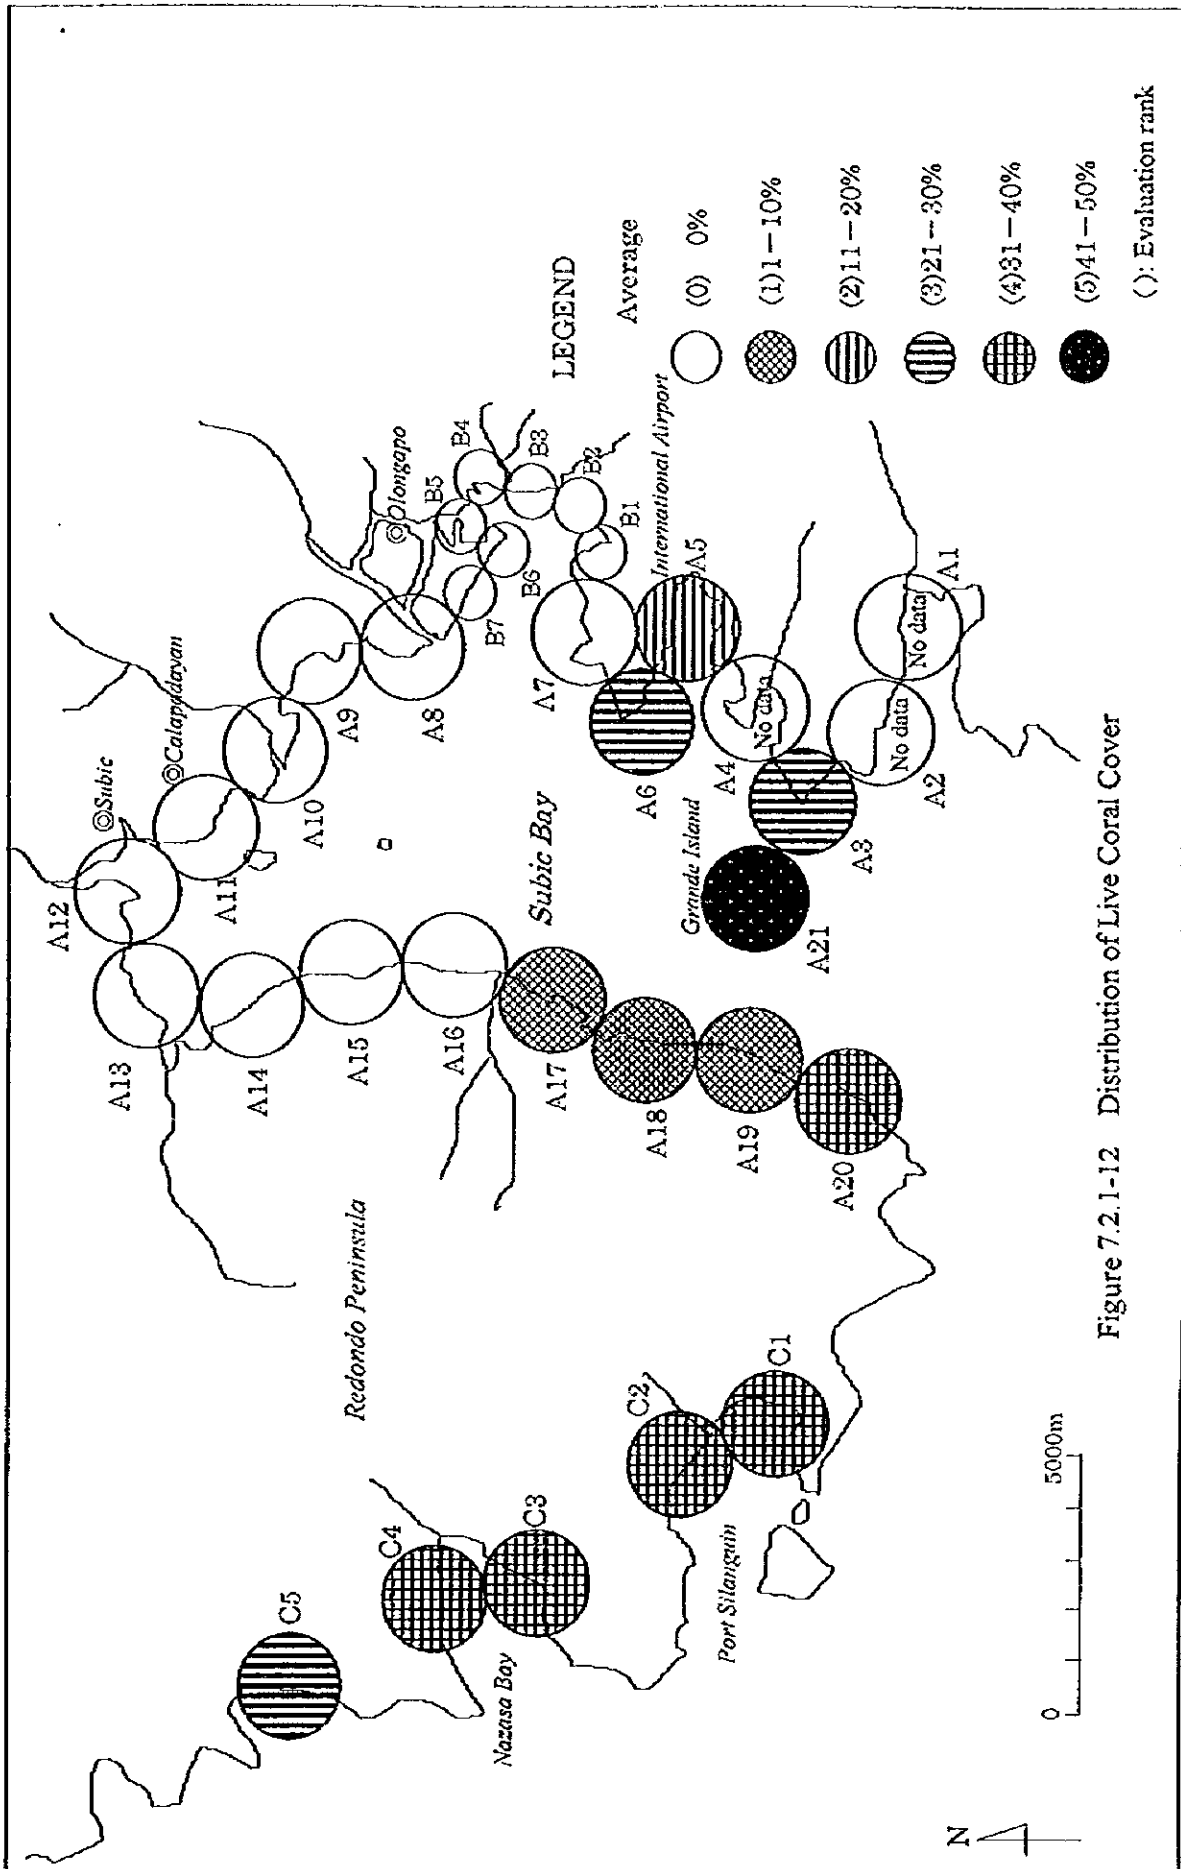 Subic
Calapadayan
Olongapo
A12
A11
A10
A9
A8
A13
A14
A15
A16
A17
A18
A19
A20
B5
B4
B3
B2
B1
B6
B7
A7
A6
International Airport
A5
A4
No data
A3
A2
No data
A1
No data
A21
Grande Island
Subic Bay
Redondo Peninsula
C5
C4
C3
C2
C1
Nazasa Bay
Port Silanguin
LEGEND
Average
(0) 0%
(1)1−10%
(2)11−20%
(3)21−30%
(4)31−40%
(5)41−50%
( ): Evaluation rank
N
0 5000m
Figure 7.2.1-12 Distribution of Live Coral Cover